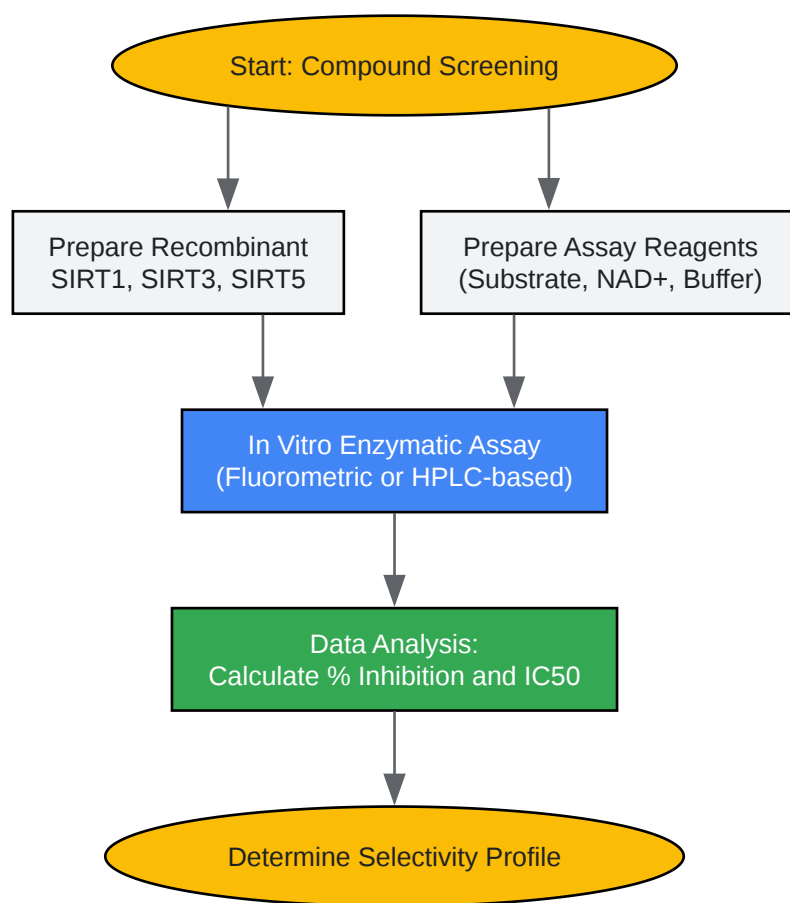 Start: Compound Screening
Prepare Recombinant
SIRT1, SIRT3, SIRT5
Prepare Assay Reagents
(Substrate, NAD+, Buffer)
In Vitro Enzymatic Assay
(Fluorometric or HPLC-based)
Data Analysis:
Calculate % Inhibition and IC50
Determine Selectivity Profile